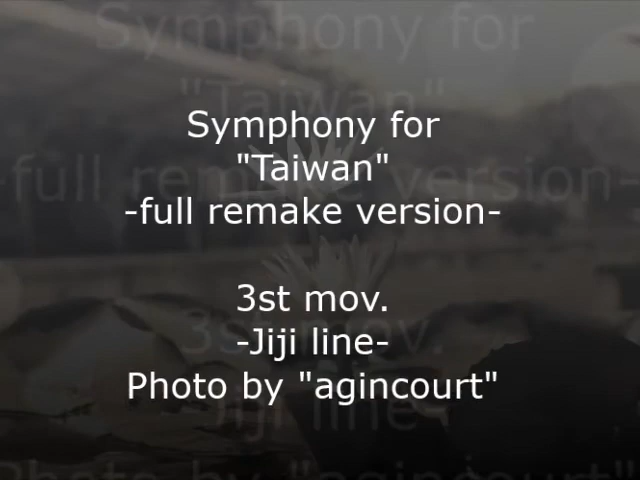 Symphony for
"Taiwan"
-full remake version-
3st mov.
-Jiji line-
Photo by "agincourt"